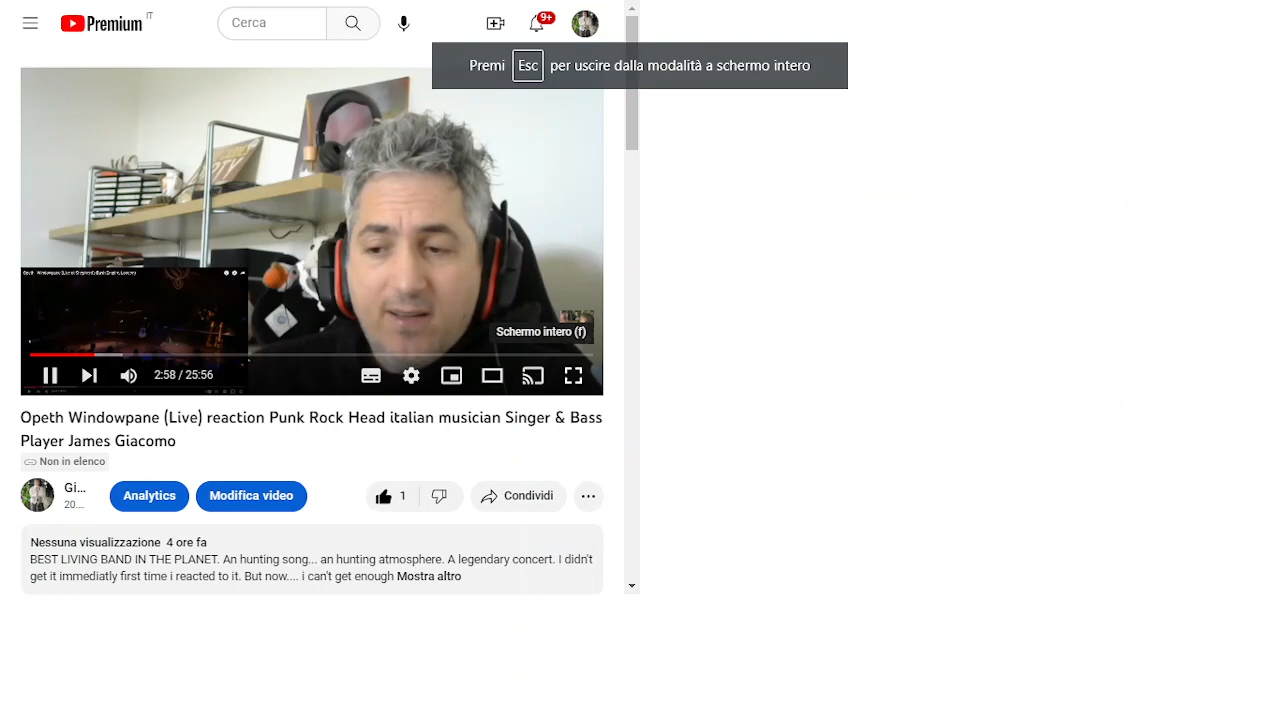 Premium IT
Cerca
9+
Premi Esc per uscire dalla modalità a schermo intero
Schermo intero (f)
2:58 / 25:56
Opeth Windowpane (Live) reaction Punk Rock Head italian musician Singer & Bass
Player James Giacomo
Non in elenco
Gi...
20....
Analytics
Modifica video
1
Condividi
Nessuna visualizzazione 4 ore fa
BEST LIVING BAND IN THE PLANET. An hunting song... an hunting atmosphere. A legendary concert. I didn't
get it immediatly first time i reacted to it. But now.... i can't get enough Mostra altro